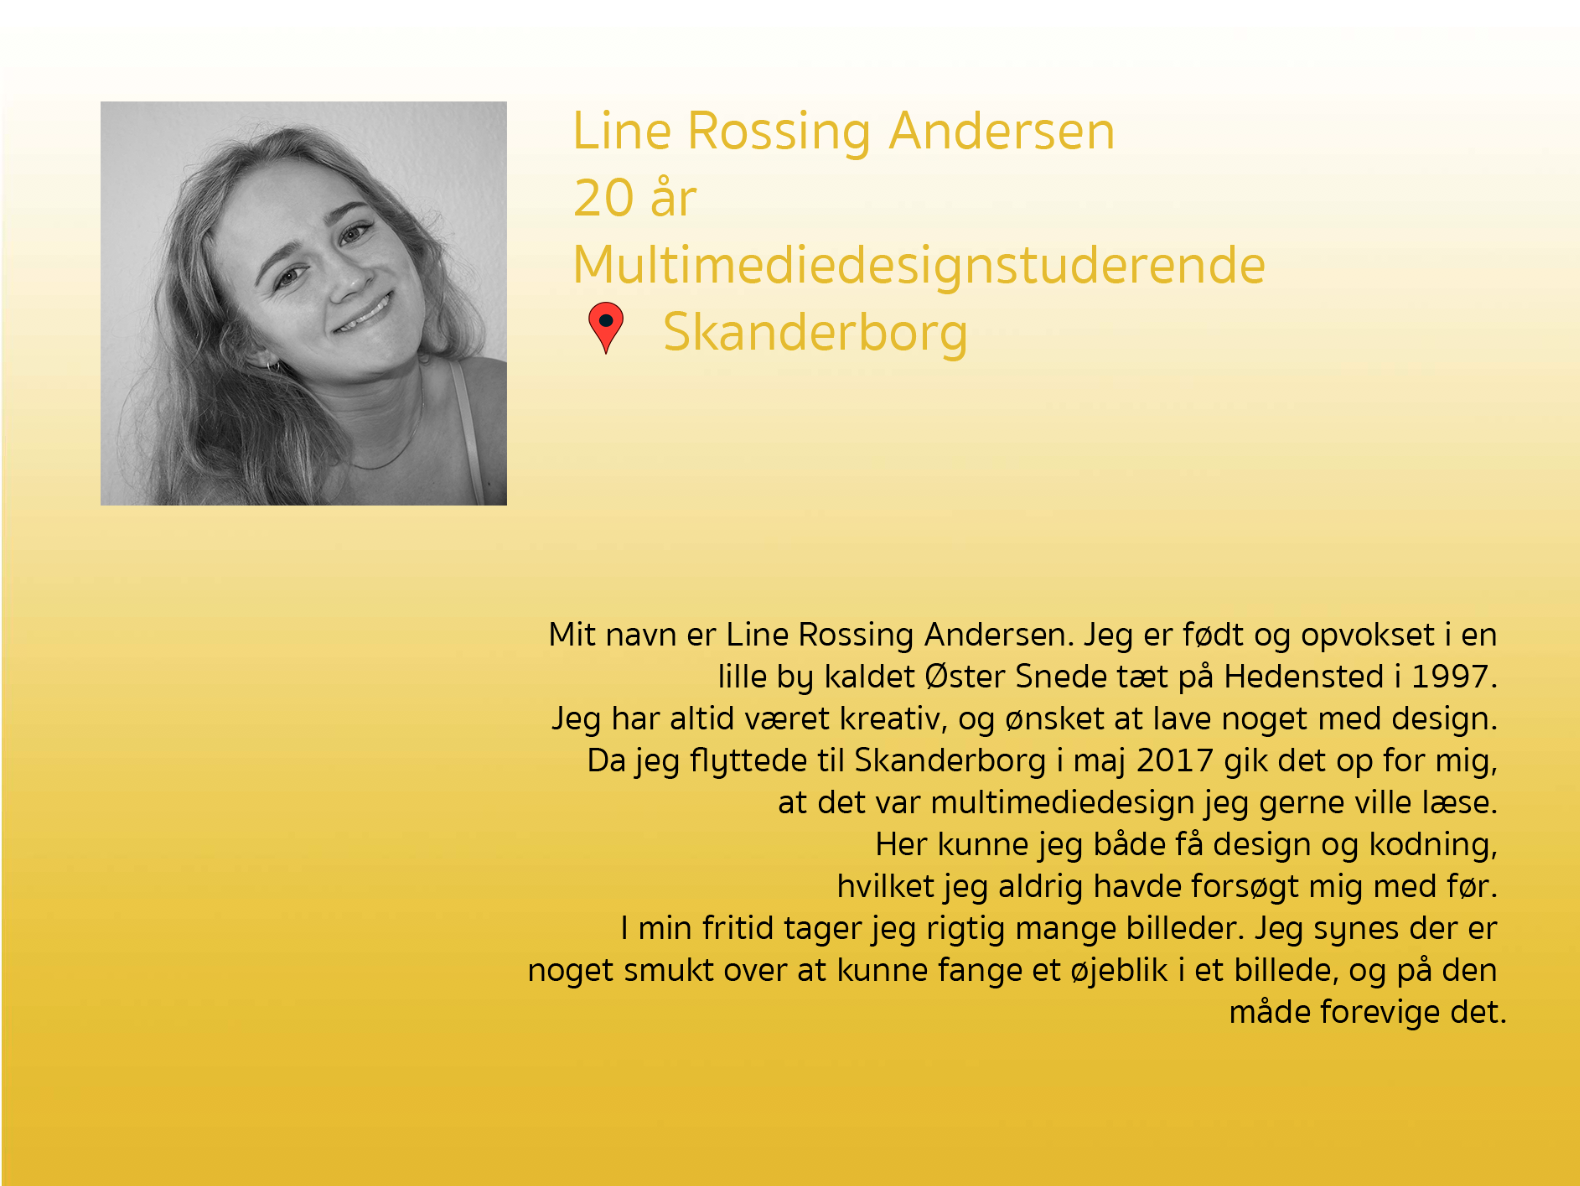 Line Rossing Andersen
20 år
Multimediedesignstuderende
Skanderborg
Mit navn er Line Rossing Andersen. Jeg er født og opvokset i en
lille by kaldet Øster Snede tæt på Hedensted i 1997.
Jeg har altid været kreativ, og ønsket at lave noget med design.
Da jeg flyttede til Skanderborg i maj 2017 gik det op for mig,
at det var multimediedesign jeg gerne ville læse.
Her kunne jeg både få design og kodning,
hvilket jeg aldrig havde forsøgt mig med før.
I min fritid tager jeg rigtig mange billeder. Jeg synes der er
noget smukt over at kunne fange et øjeblik i et billede, og på den
måde forevige det.